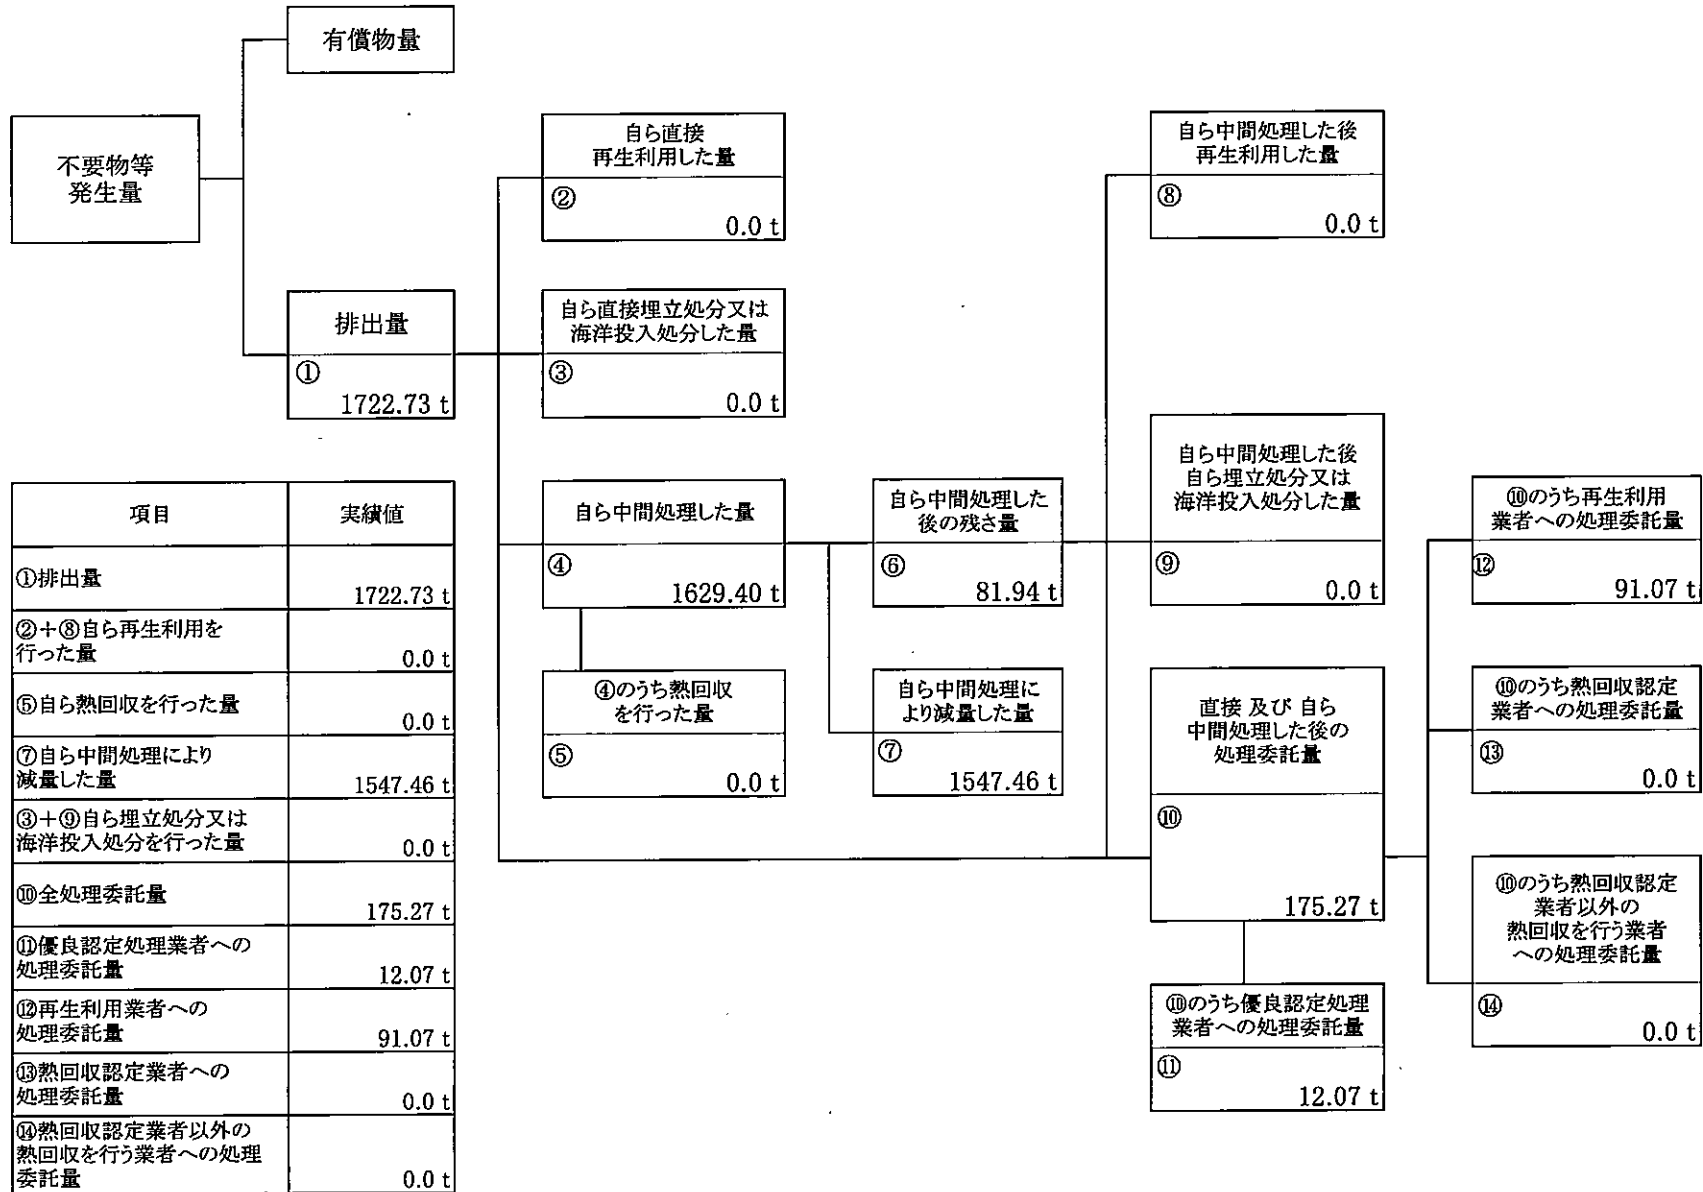 有償物量
不要物等
発生量
排出量
①
1722.73 t
自ら直接
再生利用した量
②
0.0 t
自ら直接埋立処分又は
海洋投入処分した量
③
0.0 t
自ら中間処理した量
④
1629.40 t
④のうち熱回収
を行った量
⑤
0.0 t
自ら中間処理した
後の残さ量
⑥
81.94 t
自ら中間処理に
より減量した量
⑦
1547.46 t
自ら中間処理した後
再生利用した量
⑧
0.0 t
自ら中間処理した後
自ら埋立処分又は
海洋投入処分した量
⑨
0.0 t
直接 及び 自ら
中間処理した後の
処理委託量
⑩
175.27 t
⑩のうち優良認定処理
業者への処理委託量
⑪
12.07 t
⑩のうち再生利用
業者への処理委託量
⑫
91.07 t
⑩のうち熱回収認定
業者への処理委託量
⑬
0.0 t
⑩のうち熱回収認定
業者以外の
熱回収を行う業者
への処理委託量
⑭
0.0 t
項目 実績値
①排出量 1722.73 t
②+⑧自ら再生利用を
行った量 0.0 t
⑤自ら熱回収を行った量 0.0 t
⑦自ら中間処理により
減量した量 1547.46 t
③+⑨自ら埋立処分又は
海洋投入処分を行った量 0.0 t
⑩全処理委託量 175.27 t
⑪優良認定処理業者への
処理委託量 12.07 t
⑫再生利用業者への
処理委託量 91.07 t
⑬熱回収認定業者への
処理委託量 0.0 t
⑭熱回収認定業者以外の
熱回収を行う業者への処理
委託量 0.0 t